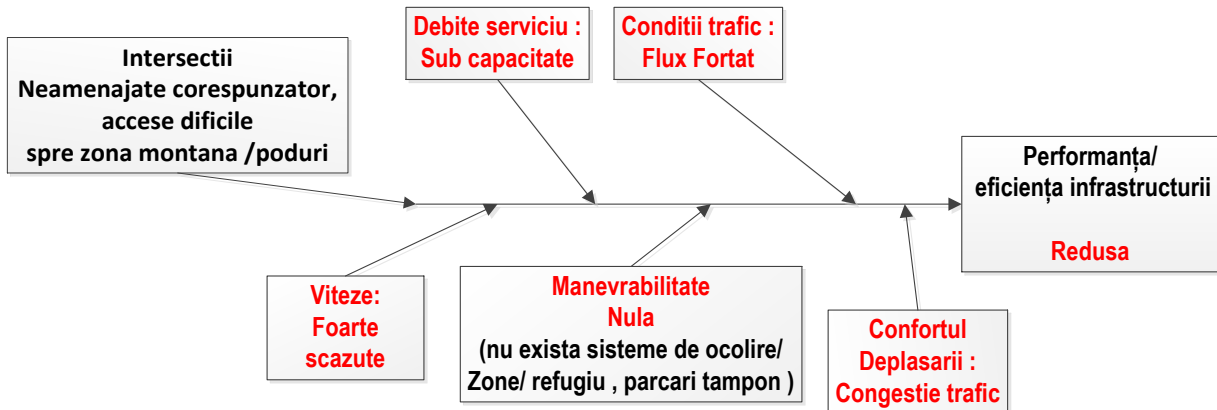 Intersectii
Neamenajate corespunzator,
accese dificile
spre zona montana /poduri
Debite serviciu :
Sub capacitate
Conditii trafic :
Flux Fortat
Performanța/
eficiența infrastructurii
Redusa
Viteze:
Foarte
scazute
Manevrabilitate
Nula
(nu exista sisteme de ocolire/
Zone/ refugiu , parcari tampon )
Confortul
Deplasarii :
Congestie trafic